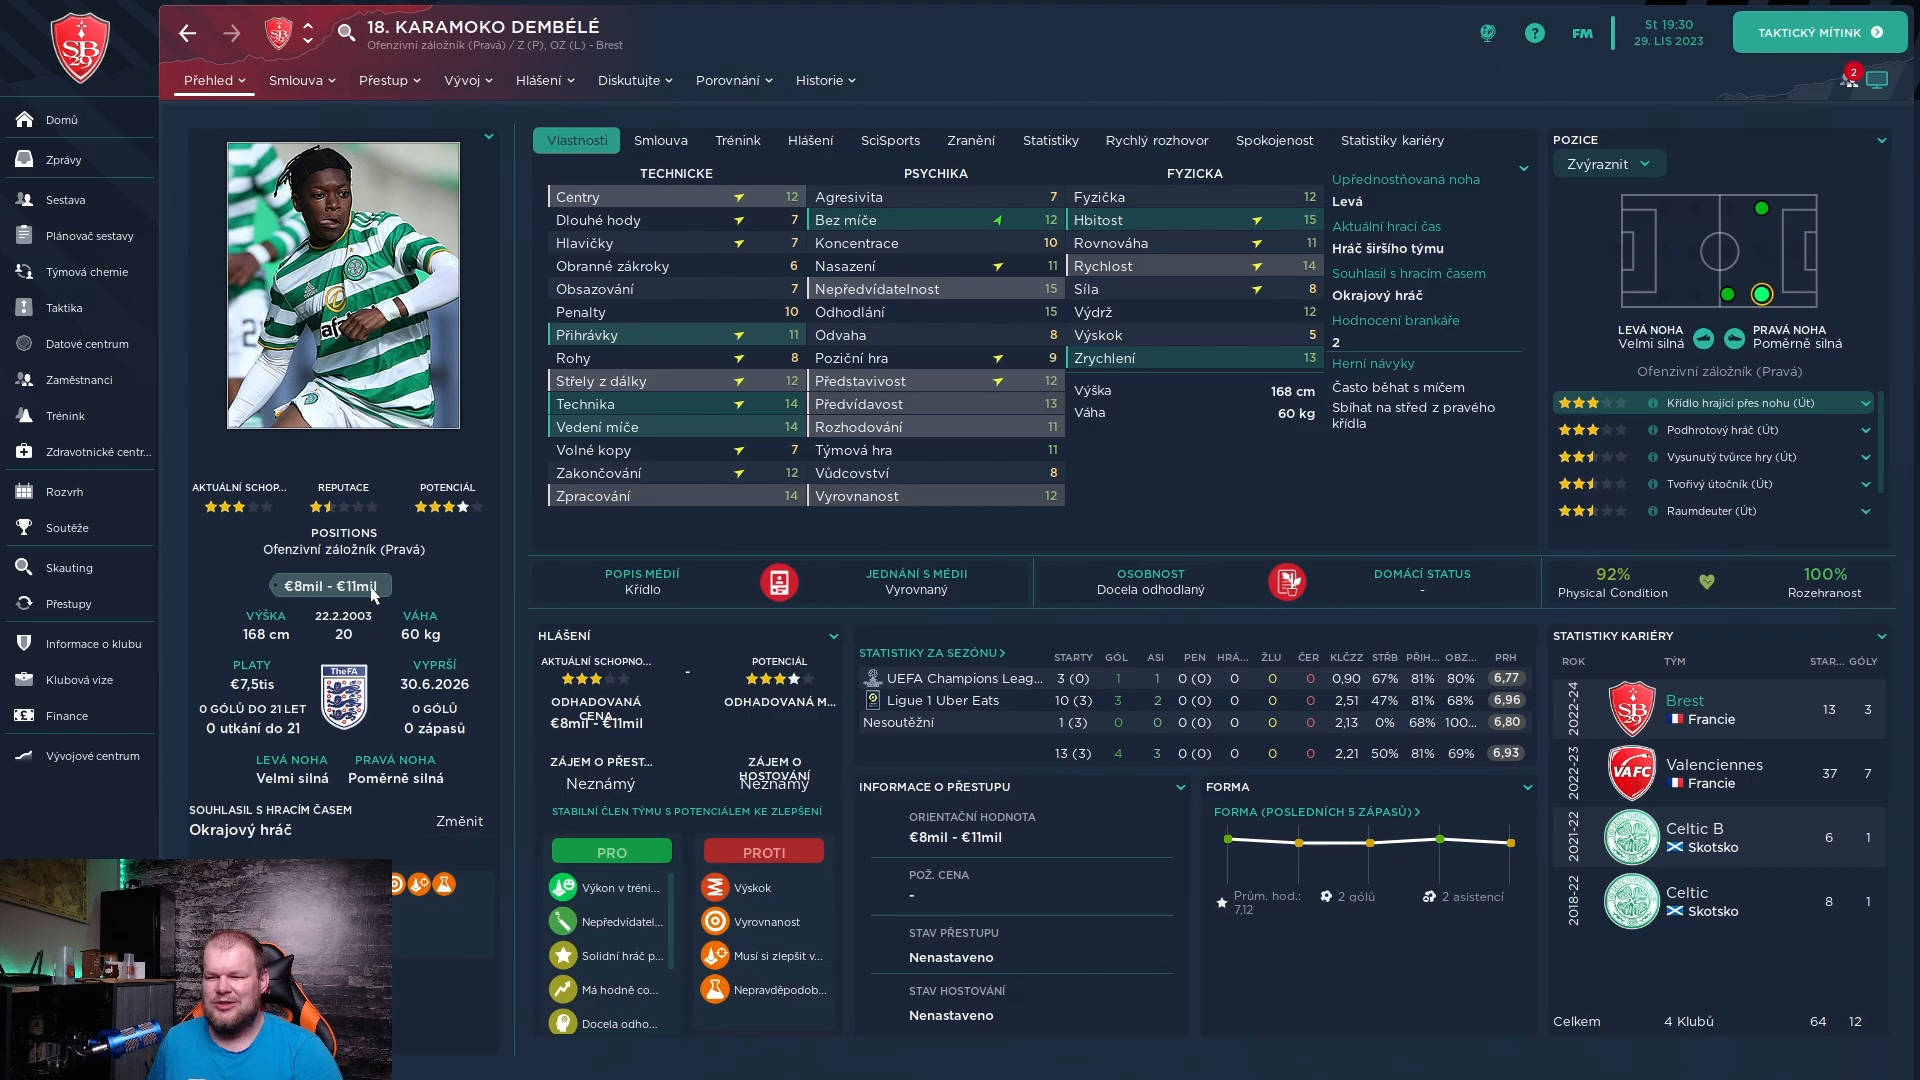 18. KARAMOKO DEMBÉLÉ
Ofenzivní záložník (Pravá) / Z (P), OZ (L) - Brest
FM
St 19:30
29. LIS 2023
TAKTICKÝ MÍTINK
Přehled
Smlouva
Přestup
Vývoj
Hlášení
Diskutujte
Porovnání
Historie
2
Domů
Zprávy
Sestava
Plánovač sestavy
Týmová chemie
Taktika
Datové centrum
Zaměstnanci
Trénink
Zdravotnické centr...
Rozvrh
Soutěže
Skauting
Přestupy
Informace o klubu
Klubová vize
Finance
Vývojové centrum
AKTUÁLNÍ SCHOP...
REPUTACE
POTENCIÁL
POSITIONS
Ofenzivní záložník (Pravá)
€8mil - €11mil
VÝŠKA
22.2.2003
VÁHA
168 cm
20
60 kg
PLATY
VYPRŠÍ
€7,5tis
The FA
30.6.2026
0 GÓLŮ DO 21 LET
0 GÓLŮ
0 utkání do 21
0 zápasů
LEVÁ NOHA
PRAVÁ NOHA
Velmi silná
Poměrně silná
SOUHLASIL S HRACÍM ČASEM
Okrajový hráč
Změnit
Vlastnosti
Smlouva
Trénink
Hlášení
SciSports
Zranění
Statistiky
Rychlý rozhovor
Spokojenost
Statistiky kariéry
TECHNICKE
Centry 12
Dlouhé hody 7
Hlavičky 7
Obranné zákroky 6
Obsazování 7
Penalty 10
Přihrávky 11
Rohy 8
Střely z dálky 12
Technika 14
Vedení míče 14
Volné kopy 7
Zakončování 12
Zpracování 14
PSYCHIKA
Agresivita 7
Bez míče 12
Koncentrace 10
Nasazení 11
Nepředvídatelnost 15
Odhodlání 15
Odvaha 8
Poziční hra 9
Představivost 12
Předvídavost 13
Rozhodování 11
Týmová hra 11
Vůdcovství 8
Vyrovnanost 12
FYZICKA
Fyzička 12
Hbitost 15
Rovnováha 11
Rychlost 14
Síla 8
Výdrž 12
Výskok 5
Zrychlení 13
Výška 168 cm
Váha 60 kg
Upřednostňovaná noha
Levá
Aktuální hrací čas
Hráč širšího týmu
Souhlasil s hracím časem
Okrajový hráč
Hodnocení brankáře
2
Herní návyky
Často běhat s míčem
Sbíhat na střed z pravého
křídla
POZICE
Zvýraznit
LEVÁ NOHA
Velmi silná
PRAVÁ NOHA
Poměrně silná
Ofenzivní záložník (Pravá)
Křídlo hrající přes nohu (Út)
Podhrotový hráč (Út)
Vysunutý tvůrce hry (Út)
Tvořivý útočník (Út)
Raumdeuter (Út)
POPIS MÉDIÍ
Křídlo
JEDNÁNÍ S MÉDII
Vyrovnaný
OSOBNOST
Docela odhodlaný
DOMÁCÍ STATUS
-
92%
Physical Condition
100%
Rozehranost
HLÁŠENÍ
AKTUÁLNÍ SCHOPNO...
-
POTENCIÁL
ODHADOVANÁ
CENA
€8mil - €11mil
ODHADOVANÁ M...
ZÁJEM O PŘEST...
Neznámý
ZÁJEM O
HOSTOVÁNÍ
Neznámý
STABILNÍ ČLEN TÝMU S POTENCIÁLEM KE ZLEPŠENÍ
PRO
Výkon v tréni...
Nepředvídatel...
Solidní hráč p...
Má hodně co...
Docela odho...
PROTI
Výskok
Vyrovnanost
Musí si zlepšit v...
Nepravděpodob...
STATISTIKY ZA SEZÓNU
STARTY GÓL ASI PEN HRÁ... ŽLU ČER KLČZZ STŘB PŘIH... OBZ... PRH
UEFA Champions Leag... 3 (0) 1 1 0 (0) 0 0 0 0,90 67% 81% 80% 6,77
Ligue 1 Uber Eats 10 (3) 3 2 0 (0) 0 0 0 2,51 47% 81% 68% 6,96
Nesoutěžní 1 (3) 0 0 0 (0) 0 0 0 2,13 0% 68% 100... 6,80
13 (3) 4 3 0 (0) 0 0 0 2,21 50% 81% 69% 6,93
INFORMACE O PŘESTUPU
ORIENTAČNÍ HODNOTA
€8mil - €11mil
POŽ. CENA
-
STAV PŘESTUPU
Nenastaveno
STAV HOSTOVÁNÍ
Nenastaveno
FORMA
FORMA (POSLEDNÍCH 5 ZÁPASŮ)
Prům. hod.:
7,12
2 gólů
2 asistencí
STATISTIKY KARIÉRY
ROK TÝM STAR... GÓLY
2022-24 Brest 13 3
Francie
2022-23 Valenciennes 37 7
Francie
2021-22 Celtic B 6 1
Skotsko
2018-22 Celtic 8 1
Skotsko
Celkem 4 Klubů 64 12